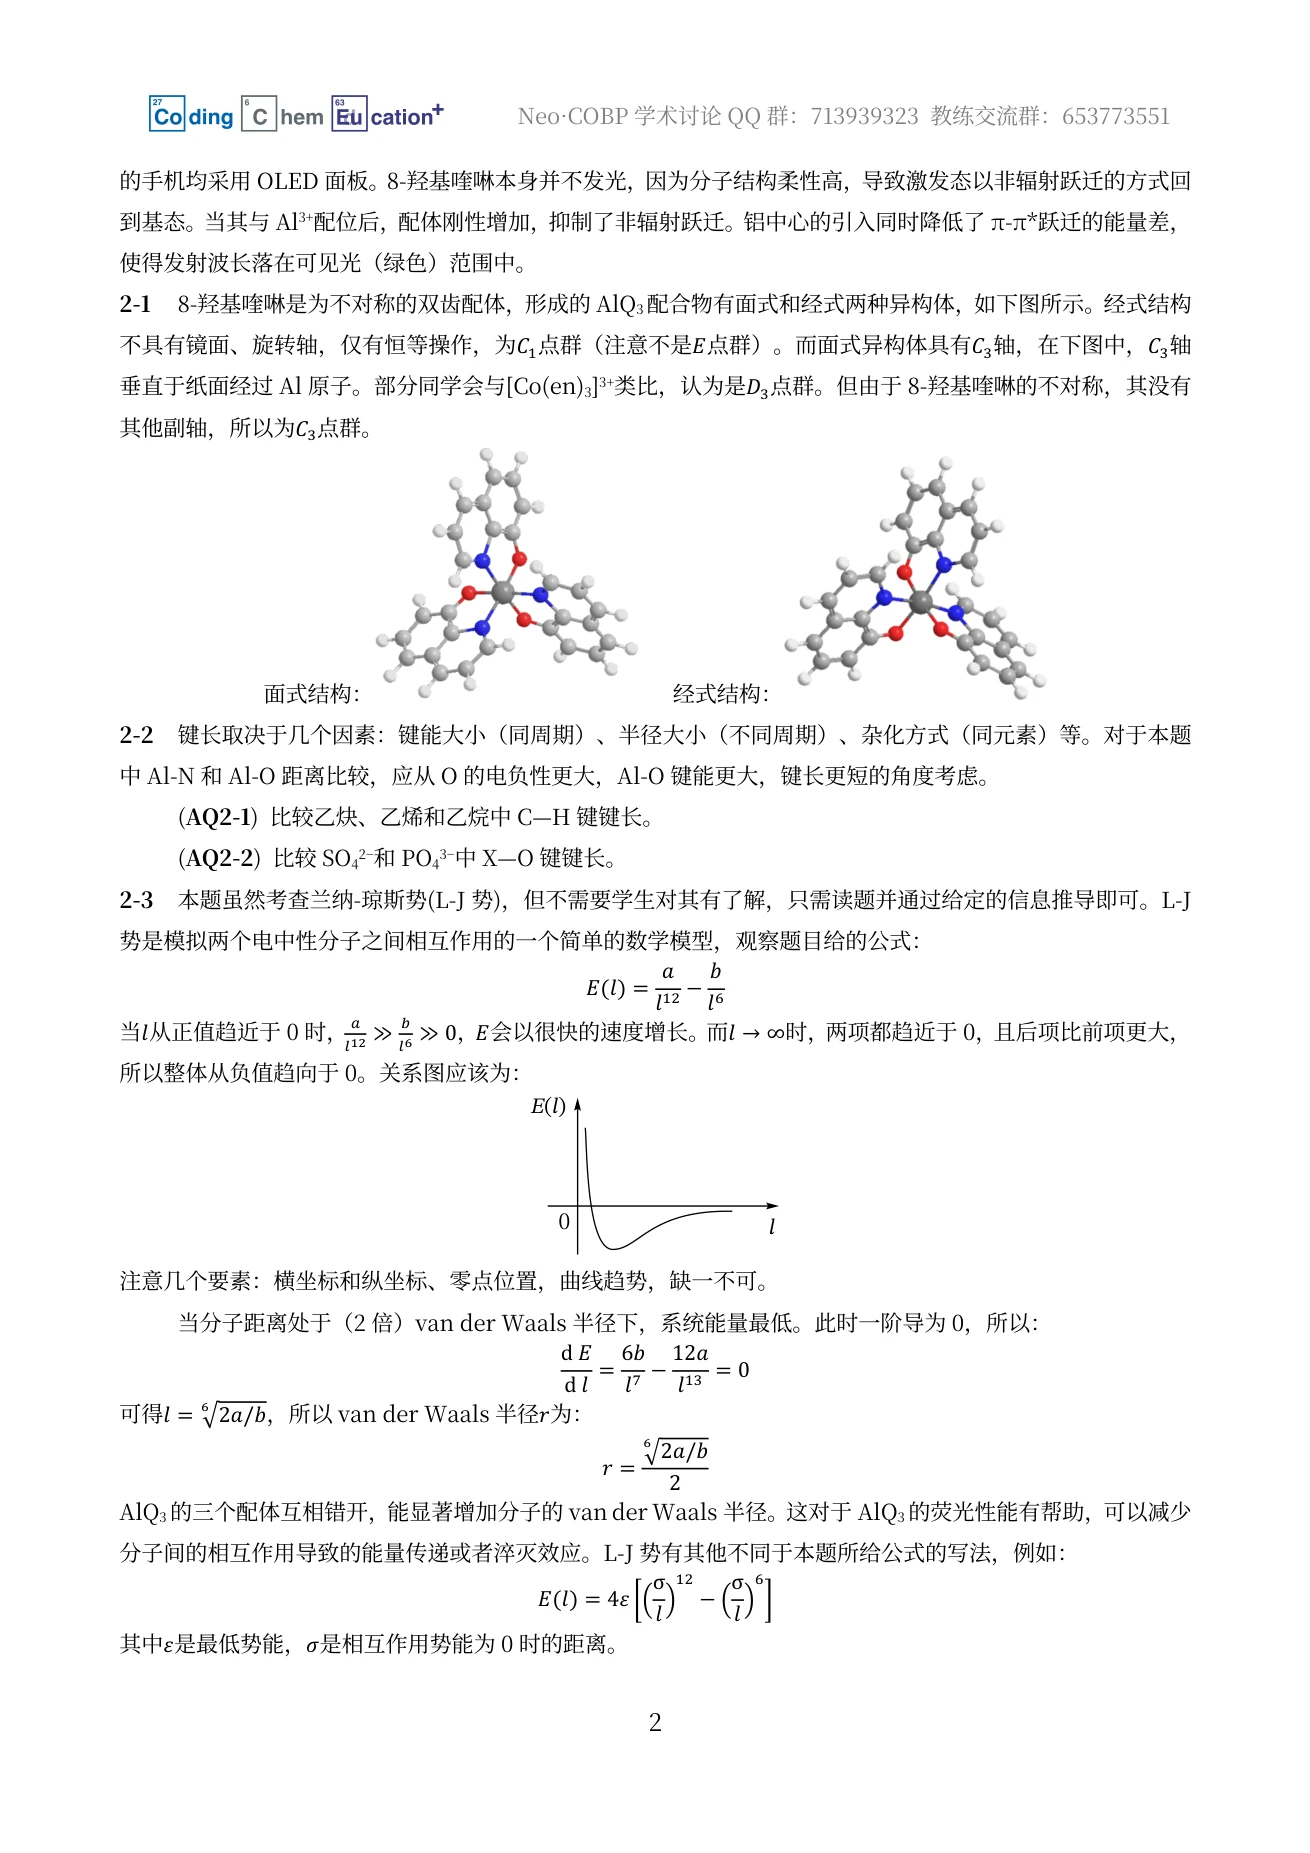 27 Co ding 6 C hem 63 Eu cation+ Neo·COBP 学术讨论 QQ 群：713939323 教练交流群：653773551
的手机均采用 OLED 面板。8-羟基喹啉本身并不发光，因为分子结构柔性高，导致激发态以非辐射跃迁的方式回
到基态。当其与 Al³⁺配位后，配体刚性增加，抑制了非辐射跃迁。铝中心的引入同时降低了 π-π*跃迁的能量差，
使得发射波长落在可见光（绿色）范围中。
2-1 8-羟基喹啉是为不对称的双齿配体，形成的 AlQ₃配合物有面式和经式两种异构体，如下图所示。经式结构
不具有镜面、旋转轴，仅有恒等操作，为C₁点群（注意不是E点群）。而面式异构体具有C₃轴，在下图中，C₃轴
垂直于纸面经过 Al 原子。部分同学会与[Co(en)₃]³⁺类比，认为是D₃点群。但由于 8-羟基喹啉的不对称，其没有
其他副轴，所以为C₃点群。
面式结构： 经式结构：
2-2 键长取决于几个因素：键能大小（同周期）、半径大小（不同周期）、杂化方式（同元素）等。对于本题
中 Al-N 和 Al-O 距离比较，应从 O 的电负性更大，Al-O 键能更大，键长更短的角度考虑。
(AQ2-1) 比较乙炔、乙烯和乙烷中 C—H 键键长。
(AQ2-2) 比较 SO₄²⁻和 PO₄³⁻中 X—O 键键长。
2-3 本题虽然考查兰纳-琼斯势(L-J 势)，但不需要学生对其有了解，只需读题并通过给定的信息推导即可。L-J
势是模拟两个电中性分子之间相互作用的一个简单的数学模型，观察题目给的公式：
E(l) = a/l¹² − b/l⁶
当l从正值趋近于 0 时，a/l¹² ≫ b/l⁶ ≫ 0，E会以很快的速度增长。而l → ∞时，两项都趋近于 0，且后项比前项更大，
所以整体从负值趋向于 0。关系图应该为：
E(l)
0
l
注意几个要素：横坐标和纵坐标、零点位置，曲线趋势，缺一不可。
当分子距离处于（2 倍）van der Waals 半径下，系统能量最低。此时一阶导为 0，所以：
d E/d l = 6b/l⁷ − 12a/l¹³ = 0
可得l = ⁶√(2a/b)，所以 van der Waals 半径r为：
r = ⁶√(2a/b)/2
AlQ₃的三个配体互相错开，能显著增加分子的 van der Waals 半径。这对于 AlQ₃的荧光性能有帮助，可以减少
分子间的相互作用导致的能量传递或者淬灭效应。L-J 势有其他不同于本题所给公式的写法，例如：
E(l) = 4ε[(σ/l)¹² − (σ/l)⁶]
其中ε是最低势能，σ是相互作用势能为 0 时的距离。
2